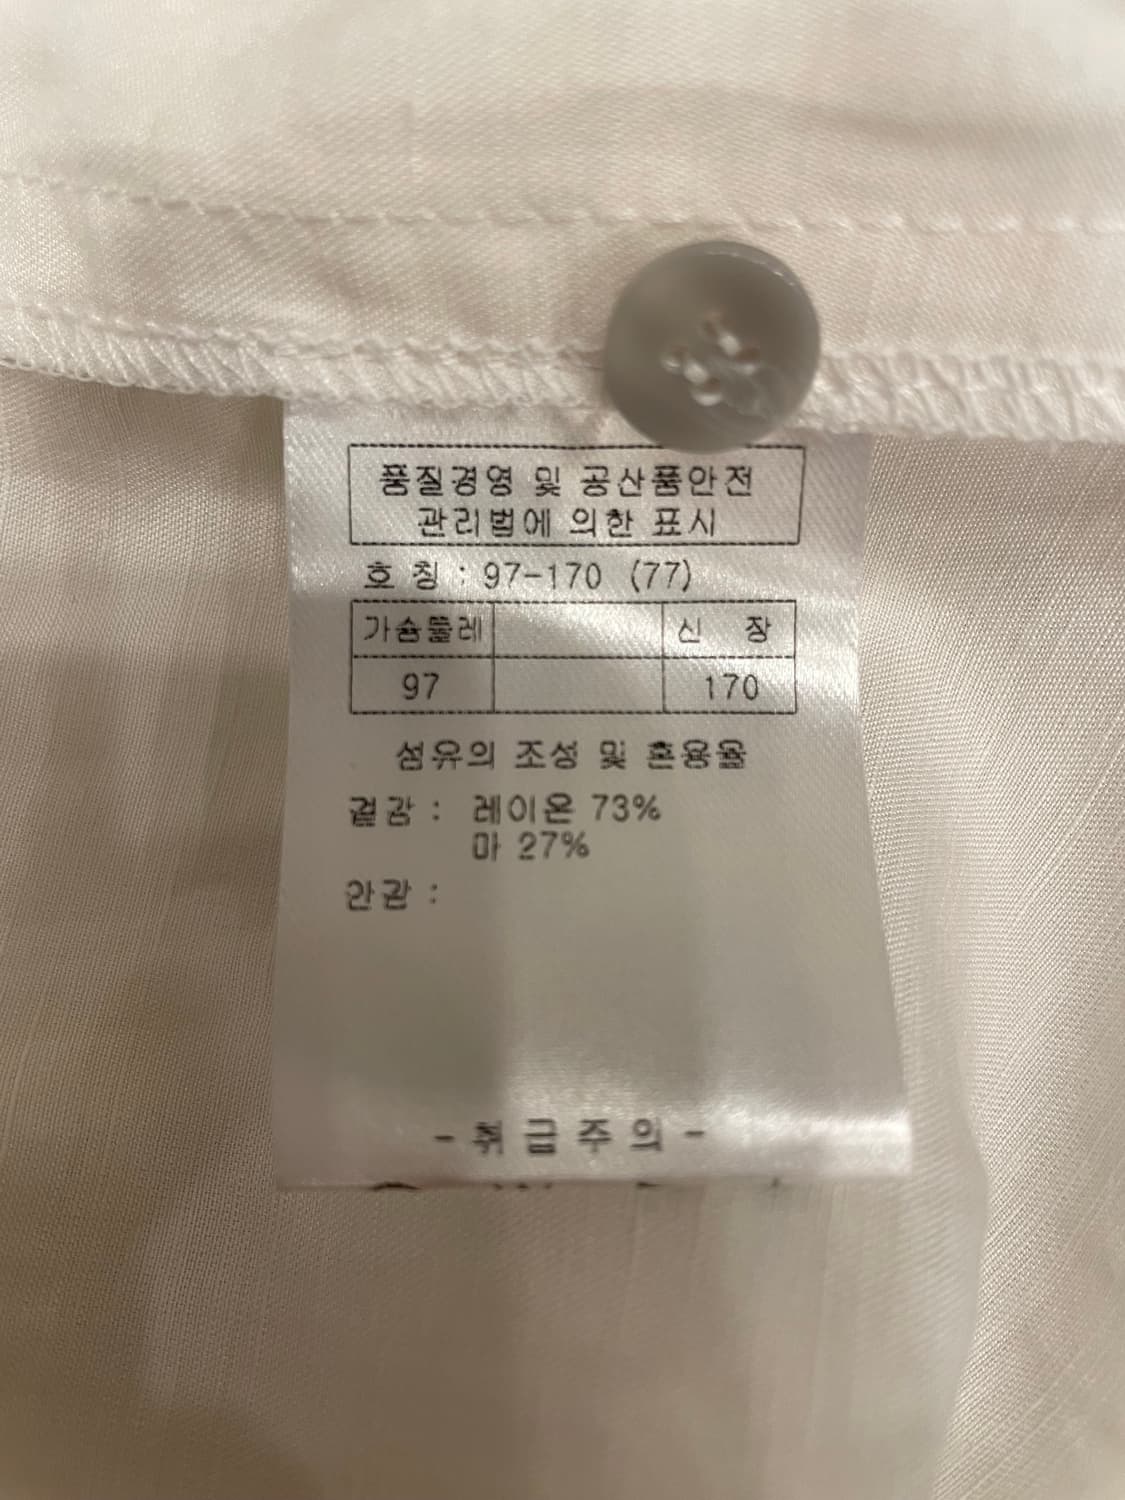 품질경영 및 공산품안전
관리법에 의한 표시
호 칭 : 97-170 (77)
가슴둘레 신 장
97 170
섬유의 조성 및 혼용율
겉감 : 레이온 73%
마 27%
안감 :
- 취급주의 -